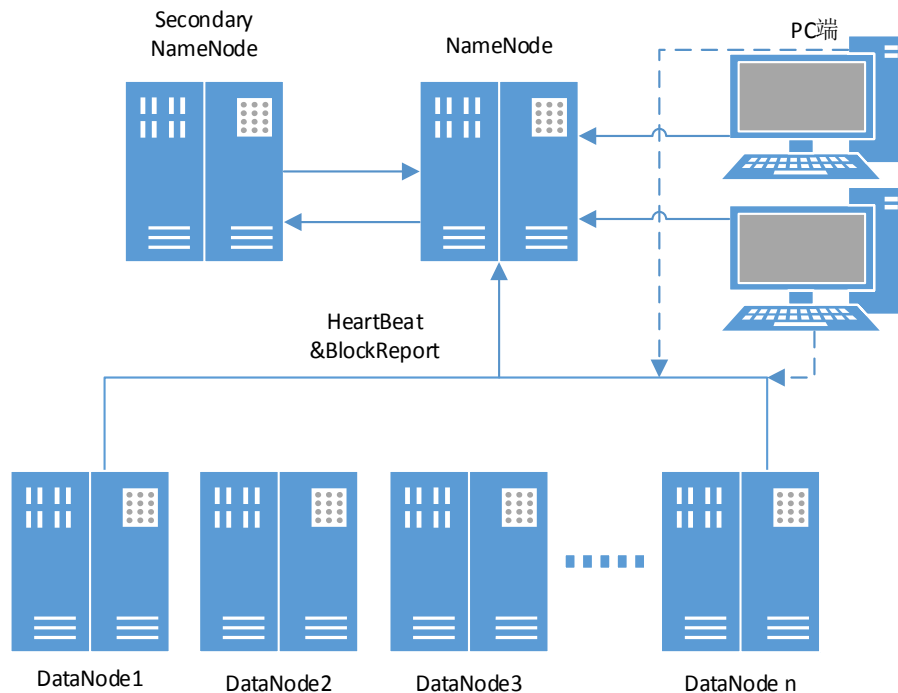 Secondary
NameNode
NameNode
PC端
HeartBeat
&BlockReport
DataNode1
DataNode2
DataNode3
DataNode n